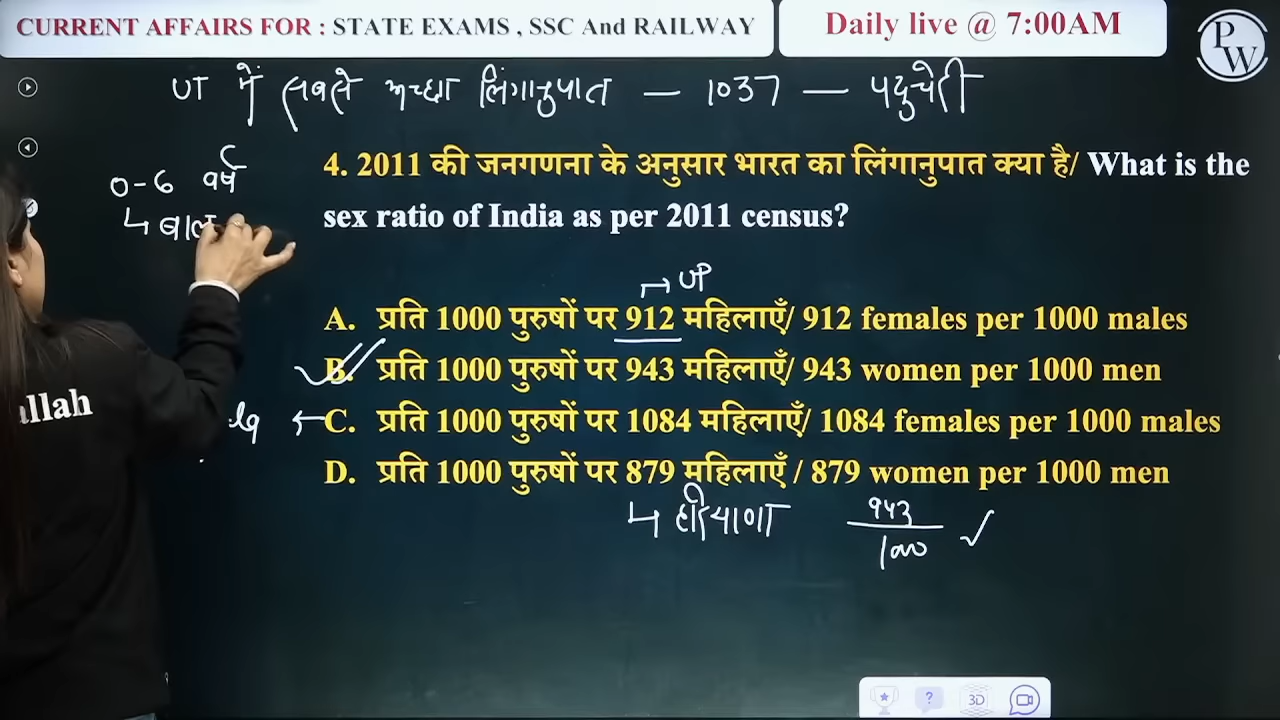 CURRENT AFFAIRS FOR : STATE EXAMS , SSC And RAILWAY
Daily live @ 7:00AM
PW
UT में सबसे अच्छा लिंगानुपात — 1037 — पदुचेरी
0-6 वर्ष
↳ बाल
4. 2011 की जनगणना के अनुसार भारत का लिंगानुपात क्या है/ What is the
sex ratio of India as per 2011 census?
→ UP
A. प्रति 1000 पुरुषों पर 912 महिलाएँ/ 912 females per 1000 males
B. प्रति 1000 पुरुषों पर 943 महिलाएँ/ 943 women per 1000 men
C. प्रति 1000 पुरुषों पर 1084 महिलाएँ/ 1084 females per 1000 males
D. प्रति 1000 पुरुषों पर 879 महिलाएँ / 879 women per 1000 men
↳ हरियाणा
943
1000
allah
3D